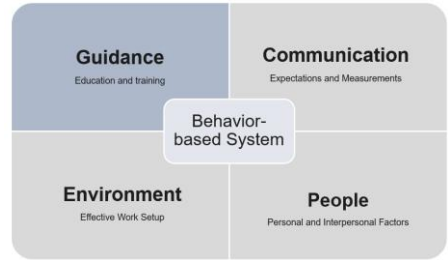 Guidance
Education and training
Communication
Expectations and Measurements
Behavior-
based System
Environment
Effective Work Setup
People
Personal and Interpersonal Factors